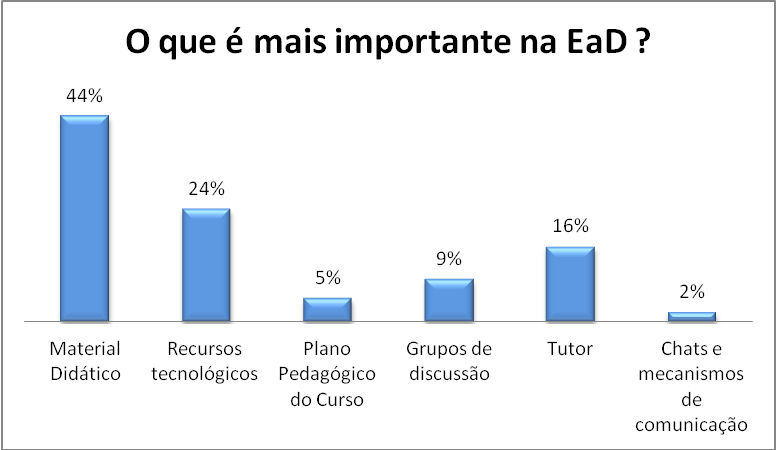 O que é mais importante na EaD ?
44%
24%
5%
9%
16%
2%
Material
Didático
Recursos
tecnológicos
Plano
Pedagógico
do Curso
Grupos de
discussão
Tutor
Chats e
mecanismos
de
comunicação